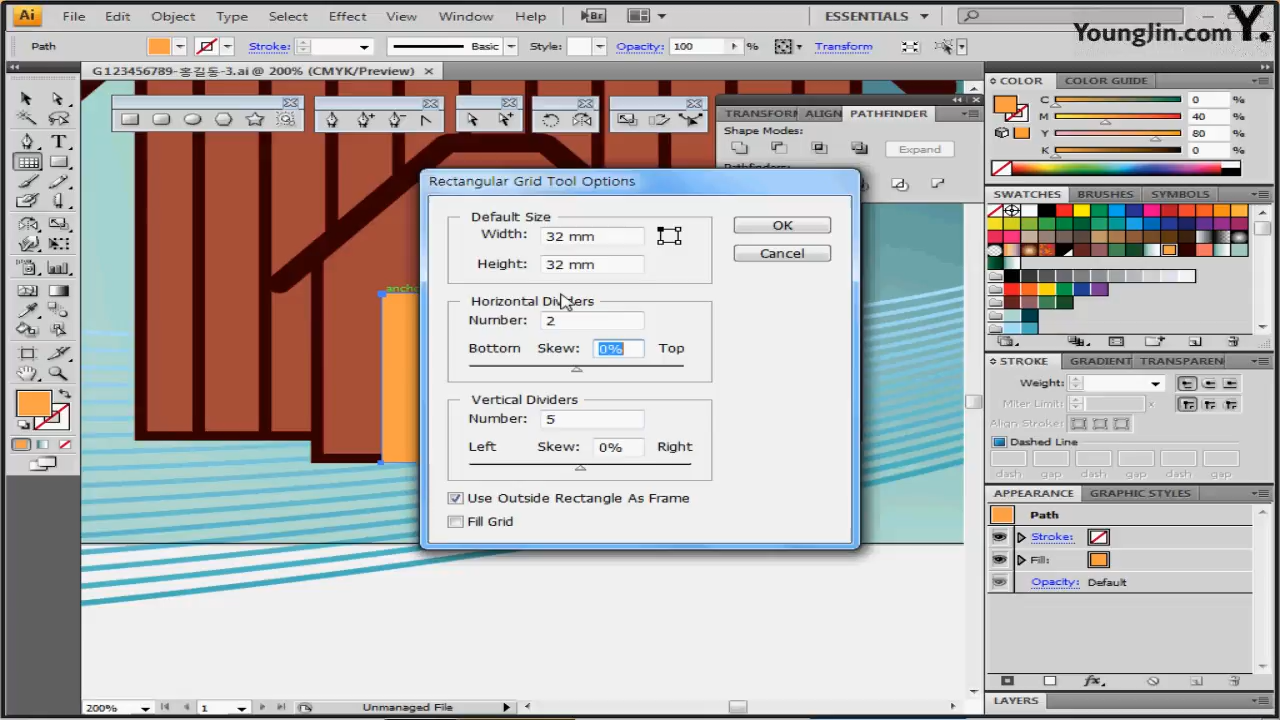 Ai File Edit Object Type Select Effect View Window Help Br ESSENTIALS
YoungJin.com Y.
Path Stroke: Basic Style: Opacity: 100 % Transform
G123456789-홍길동-3.ai @ 200% (CMYK/Preview)
COLOR COLOR GUIDE
C 0 %
M 40 %
Y 80 %
K 0 %
TRANSFORM ALIGN PATHFINDER
Shape Modes:
Expand
Pathfinders:
SWATCHES BRUSHES SYMBOLS
Rectangular Grid Tool Options
Default Size
Width: 32 mm
Height: 32 mm
OK
Cancel
Horizontal Dividers
Number: 2
Bottom Skew: 0% Top
Vertical Dividers
Number: 5
Left Skew: 0% Right
Use Outside Rectangle As Frame
Fill Grid
ancho
STROKE GRADIENT TRANSPAREN
Weight:
Miter Limit: x
Align Stroke:
Dashed Line
dash gap dash gap dash gap
APPEARANCE GRAPHIC STYLES
Path
Stroke:
Fill:
Opacity: Default
fx
LAYERS
200% 1 Unmanaged File